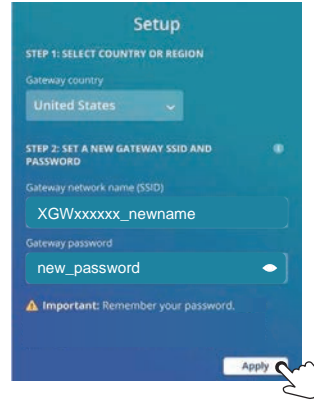 Setup
STEP 1: SELECT COUNTRY OR REGION
Gateway country
United States
STEP 2: SET A NEW GATEWAY SSID AND
PASSWORD
Gateway network name (SSID)
XGWxxxxxx_newname
Gateway password
new_password
Important: Remember your password.
Apply